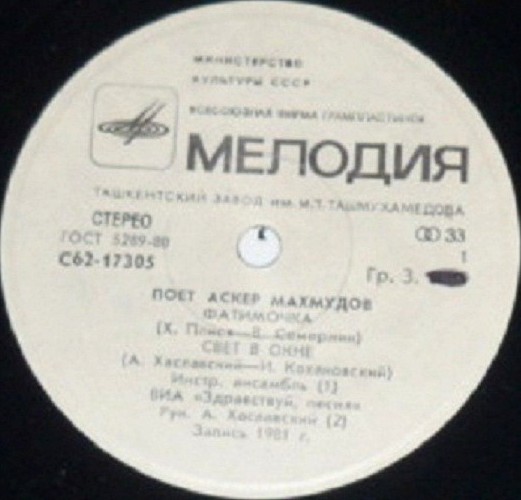 МИНИСТЕРСТВО
КУЛЬТУРЫ СССР
ВСЕСОЮЗНАЯ ФИРМА ГРАМПЛАСТИНОК
МЕЛОДИЯ
ТАШКЕНТСКИЙ ЗАВОД ИМ. М.Т. ТАШМУХАМЕДОВА
СТЕРЕО
33
ГОСТ 5289-80
1
С62-17305
Гр. 3.
ПОЕТ АСКЕР МАХМУДОВ
ФАТИМОЧКА
(Х. Плиск—В. Семернин)
СВЕТ В ОКНЕ
(А. Хаславский—И. Кохановский)
Инстр. ансамбль (1)
ВИА «Здравствуй, песня»
Рук. А. Хаславский (2)
Запись 1981 г.